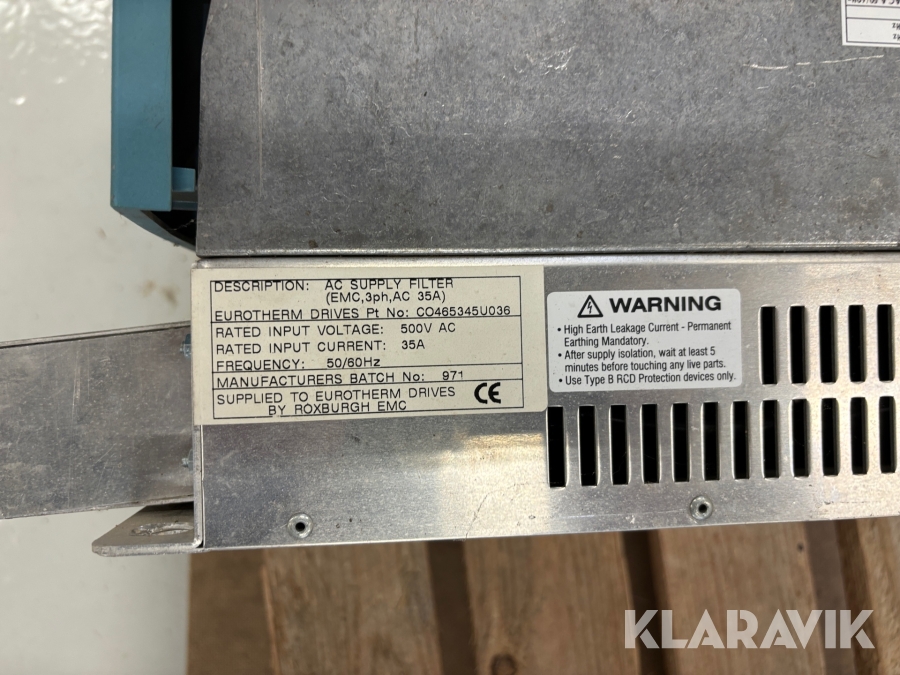 DESCRIPTION: AC SUPPLY FILTER
(EMC,3ph,AC 35A)
EUROTHERM DRIVES Pt No: CO465345U036
RATED INPUT VOLTAGE: 500V AC
RATED INPUT CURRENT: 35A
FREQUENCY: 50/60Hz
MANUFACTURERS BATCH No: 971
SUPPLIED TO EUROTHERM DRIVES
BY ROXBURGH EMC
CE
WARNING
• High Earth Leakage Current - Permanent
Earthing Mandatory.
• After supply isolation, wait at least 5
minutes before touching any live parts.
• Use Type B RCD Protection devices only.
KLARAVIK